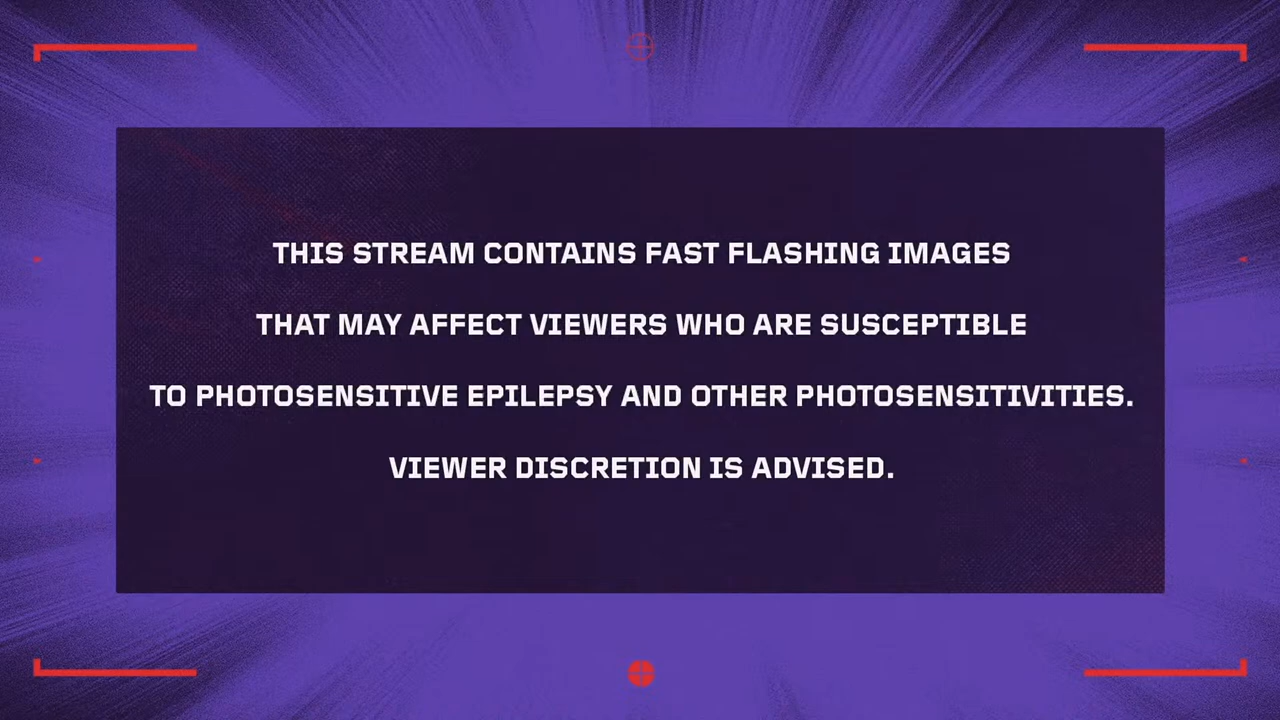 THIS STREAM CONTAINS FAST FLASHING IMAGES
THAT MAY AFFECT VIEWERS WHO ARE SUSCEPTIBLE
TO PHOTOSENSITIVE EPILEPSY AND OTHER PHOTOSENSITIVITIES.
VIEWER DISCRETION IS ADVISED.